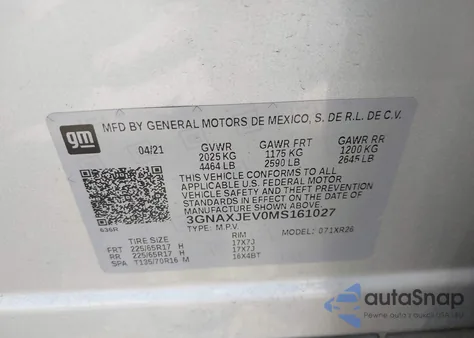 gm
MFD BY GENERAL MOTORS DE MEXICO, S. DE R.L. DE C.V.
04/21 GVWR GAWR FRT GAWR RR
2025 KG 1175 KG 1200 KG
4464 LB 2590 LB 2645 LB
THIS VEHICLE CONFORMS TO ALL
APPLICABLE U.S. FEDERAL MOTOR
VEHICLE SAFETY AND THEFT PREVENTION
STANDARDS IN EFFECT ON THE DATE OF
MANUFACTURE SHOWN ABOVE.
3GNAXJEV0MS161027
636R TYPE: M.P.V. MODEL: 071XR26
TIRE SIZE RIM
FRT 225/65R17 H 17X7J
RR 225/65R17 H 17X7J
SPA T135/70R16 M 16X4BT
autoSnap